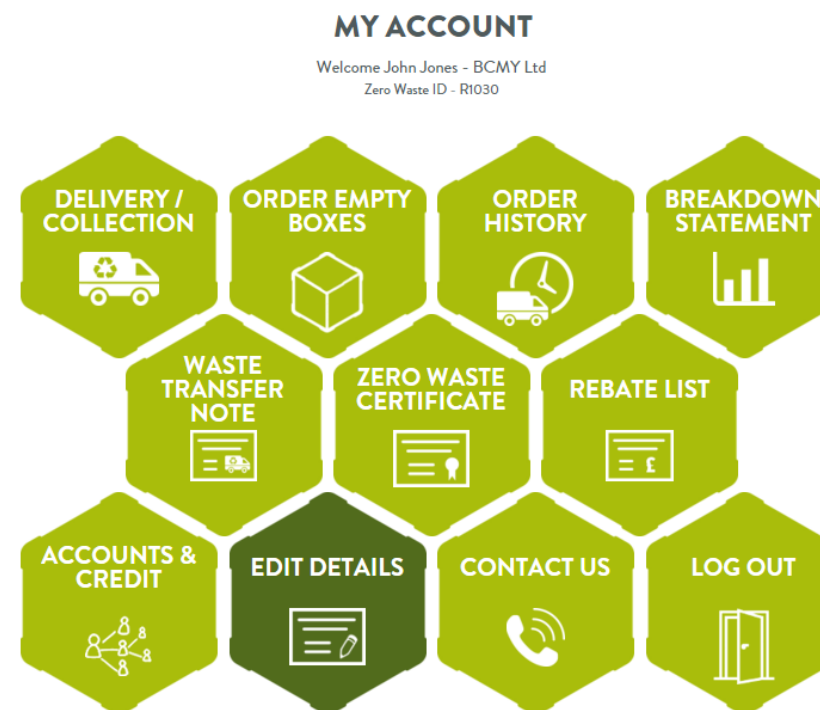 MY ACCOUNT
Welcome John Jones - BCMY Ltd
Zero Waste ID - R1030
DELIVERY /
COLLECTION
ORDER EMPTY
BOXES
ORDER
HISTORY
BREAKDOWN
STATEMENT
WASTE
TRANSFER
NOTE
ZERO WASTE
CERTIFICATE
REBATE LIST
£
ACCOUNTS &
CREDIT
EDIT DETAILS
CONTACT US
LOG OUT